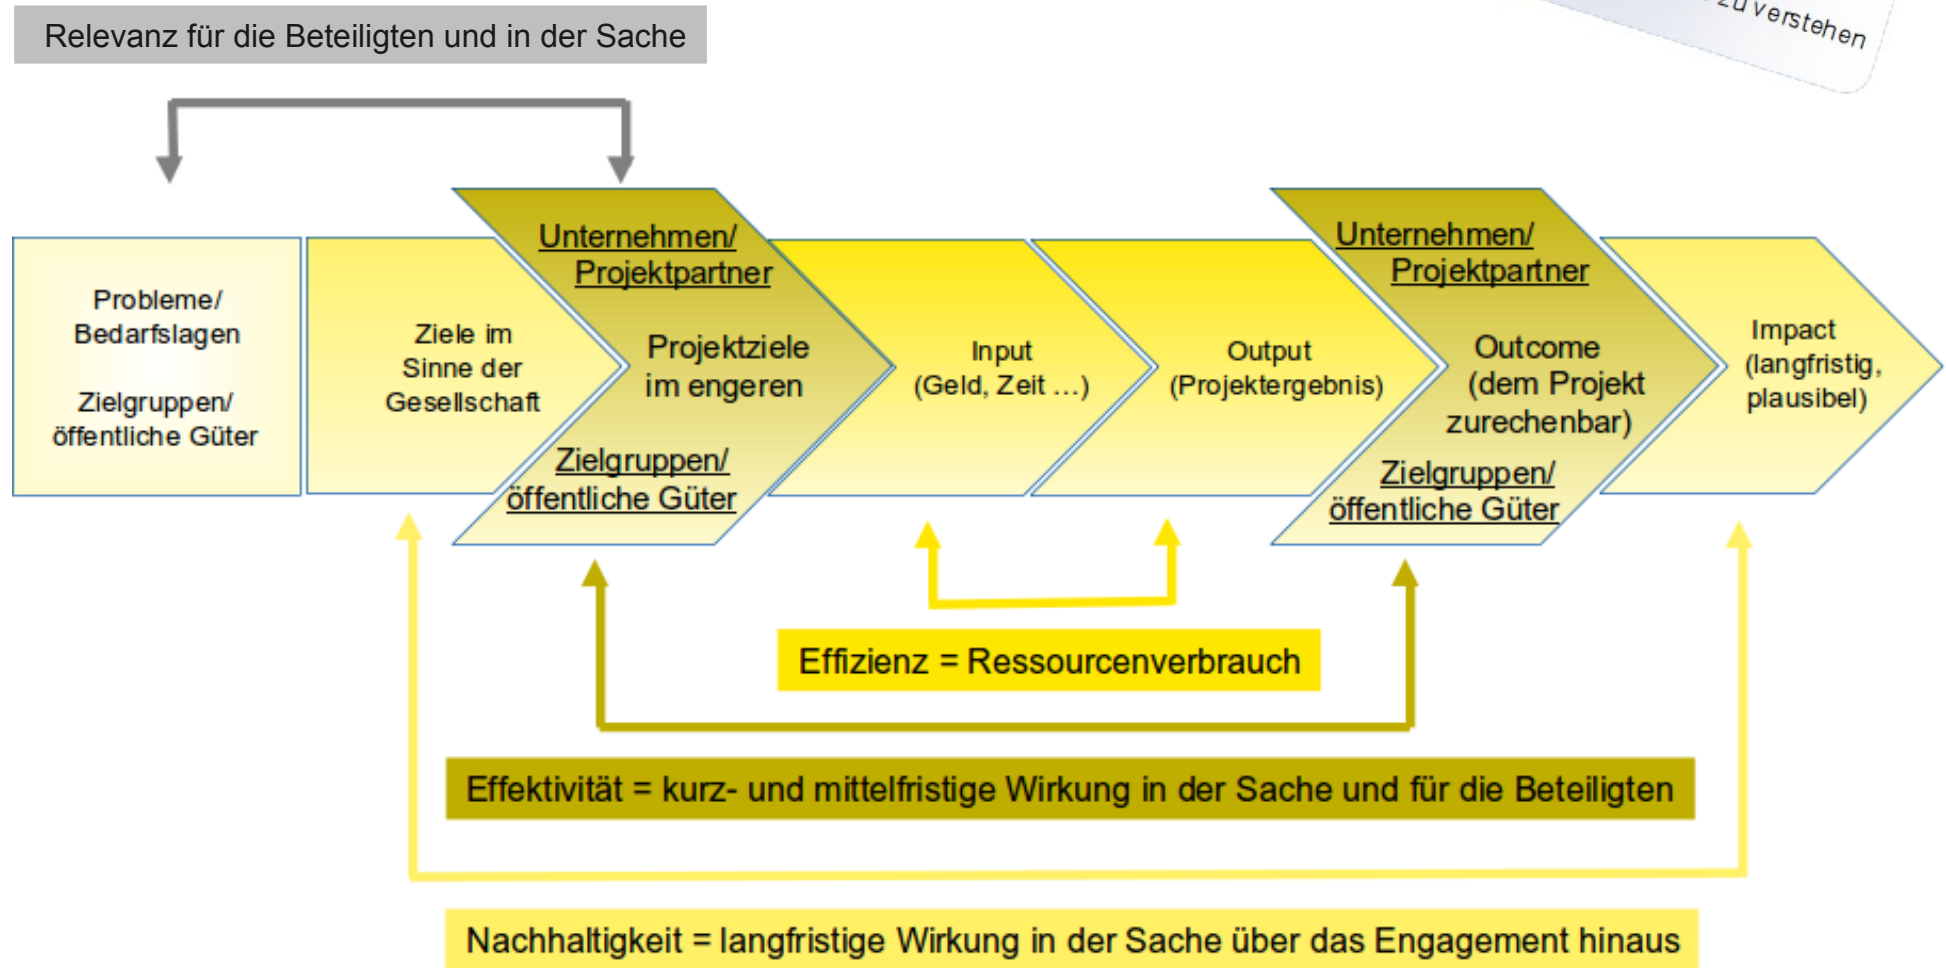 zu verstehen
Relevanz für die Beteiligten und in der Sache
Probleme/
Bedarfslagen
Zielgruppen/
öffentliche Güter
Ziele im
Sinne der
Gesellschaft
Unternehmen/
Projektpartner
Projektziele
im engeren
Zielgruppen/
öffentliche Güter
Input
(Geld, Zeit ...)
Output
(Projektergebnis)
Unternehmen/
Projektpartner
Outcome
(dem Projekt
zurechenbar)
Zielgruppen/
öffentliche Güter
Impact
(langfristig,
plausibel)
Effizienz = Ressourcenverbrauch
Effektivität = kurz- und mittelfristige Wirkung in der Sache und für die Beteiligten
Nachhaltigkeit = langfristige Wirkung in der Sache über das Engagement hinaus